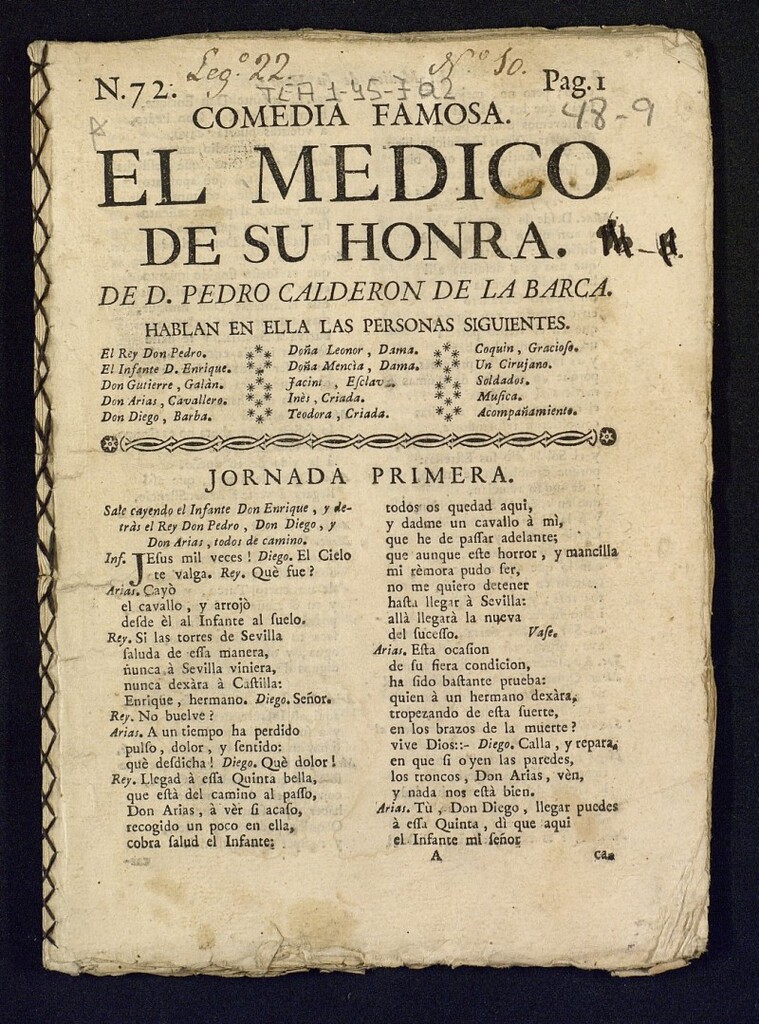 Leg.º 22. N.º 10.
N.72. Pag.1
TEA 1-45-7 a2
48-9
COMEDIA FAMOSA.
EL MEDICO
DE SU HONRA.
DE D. PEDRO CALDERON DE LA BARCA.
HABLAN EN ELLA LAS PERSONAS SIGUIENTES.
El Rey Don Pedro.
El Infante D. Enrique.
Don Gutierre, Galàn.
Don Arias, Cavallero.
Don Diego, Barba.
Doña Leonor, Dama.
Doña Mencia, Dama.
Jacint, Eſclav
Inès, Criada.
Teodora, Criada.
Coquin, Gracioſo.
Un Cirujano.
Soldados.
Muſica.
Acompañamiento.
JORNADA PRIMERA.
Sale cayendo el Infante Don Enrique, y de-
tràs el Rey Don Pedro, Don Diego, y
Don Arias, todos de camino.
Inf. JEſus mil veces! Diego. El Cielo
te valga. Rey. Què fue?
Arias. Cayò
el cavallo, y arrojò
deſde èl al Infante al ſuelo.
Rey. Si las torres de Sevilla
ſaluda de eſſa manera,
nunca à Sevilla viniera,
nunca dexàra à Caſtilla:
Enrique, hermano. Diego. Señor.
Rey. No buelve?
Arias. A un tiempo ha perdido
pulſo, dolor, y ſentido:
què deſdicha! Diego. Què dolor!
Rey. Llegad à eſſa Quinta bella,
que eſtà del camino al paſſo,
Don Arias, à vèr ſi acaſo,
recogido un poco en ella,
cobra ſalud el Infante;
todos os quedad aqui,
y dadme un cavallo à mì,
que he de paſſar adelante;
que aunque eſte horror, y mancilla
mi rèmora pudo ſer,
no me quiero detener
haſta llegar à Sevilla:
allà llegarà la nueva
del ſuceſſo. Vaſe.
Arias. Eſta ocaſion
de ſu fiera condicion,
ha ſido baſtante prueba:
quien à un hermano dexàra,
tropezando de eſta ſuerte,
en los brazos de la muerte?
vive Dios::- Diego. Calla, y repara,
en que ſi oyen las paredes,
los troncos, Don Arias, vèn,
y nada nos eſtà bien.
Arias. Tù, Don Diego, llegar puedes
à eſſa Quinta, dì que aqui
el Infante mi ſeñor
A ca-